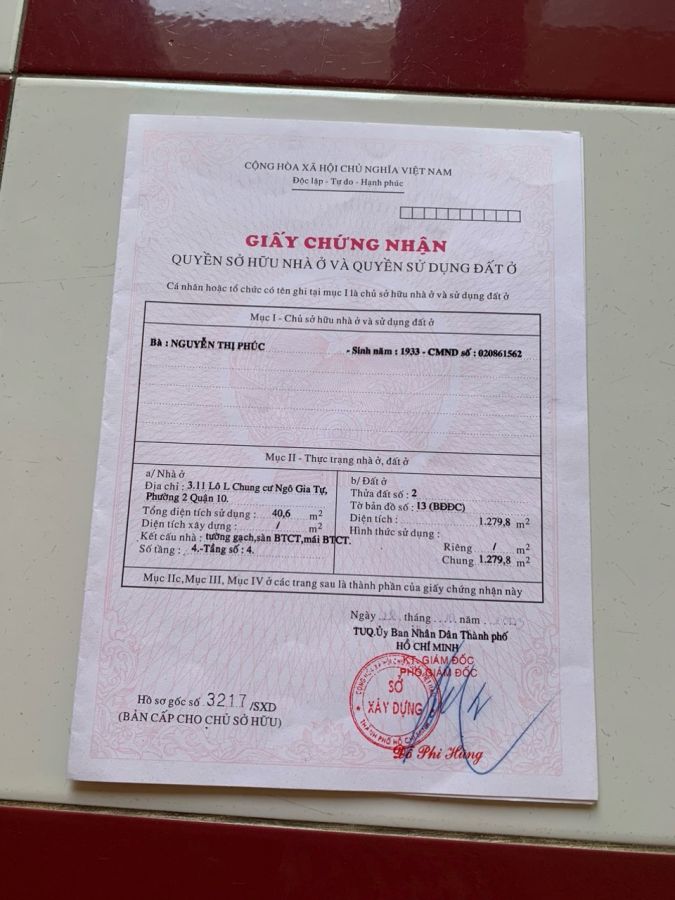 CỘNG HÒA XÃ HỘI CHỦ NGHĨA VIỆT NAM
Độc lập - Tự do - Hạnh phúc
GIẤY CHỨNG NHẬN
QUYỀN SỞ HỮU NHÀ Ở VÀ QUYỀN SỬ DỤNG ĐẤT Ở
Cá nhân hoặc tổ chức có tên ghi tại mục I là chủ sở hữu nhà ở và sử dụng đất ở
Mục I - Chủ sở hữu nhà ở và sử dụng đất ở
Bà : NGUYỄN THỊ PHÚC - Sinh năm : 1933 - CMND số : 020861562
Mục II - Thực trạng nhà ở, đất ở
a/ Nhà ở
Địa chỉ : 3.11 Lô L Chung cư Ngô Gia Tự,
Phường 2 Quận 10.
Tổng diện tích sử dụng : 40,6 m²
Diện tích xây dựng : / m²
Kết cấu nhà : tường gạch,sàn BTCT,mái BTCT.
Số tầng : 4.-Tầng số : 4.
b/ Đất ở
Thửa đất số : 2
Tờ bản đồ số : 13 (BĐĐC)
Diện tích : 1.279,8 m²
Hình thức sử dụng :
Riêng / m²
Chung 1.279,8 m²
Mục IIc,Mục III, Mục IV ở các trang sau là thành phần của giấy chứng nhận này
Ngày tháng năm
TUQ.Ủy Ban Nhân Dân Thành phố
HỒ CHÍ MINH
KT. GIÁM ĐỐC
PHÓ GIÁM ĐỐC
SỞ
XÂY DỰNG
THÀNH PHỐ HỒ CHÍ MINH
Đỗ Phi Hùng
Hồ sơ gốc số 3217 /SXD
(BẢN CẤP CHO CHỦ SỞ HỮU)